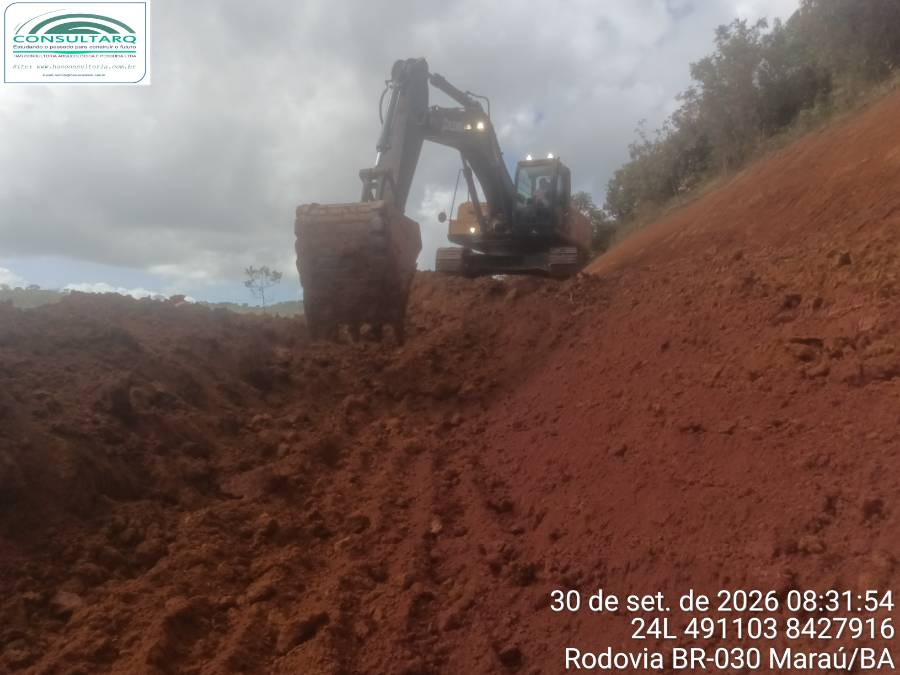 CONSULTARQ
Estudando o passado para construir o futuro
30 de set. de 2026 08:31:54
24L 491103 8427916
Rodovia BR-030 Maraú/BA